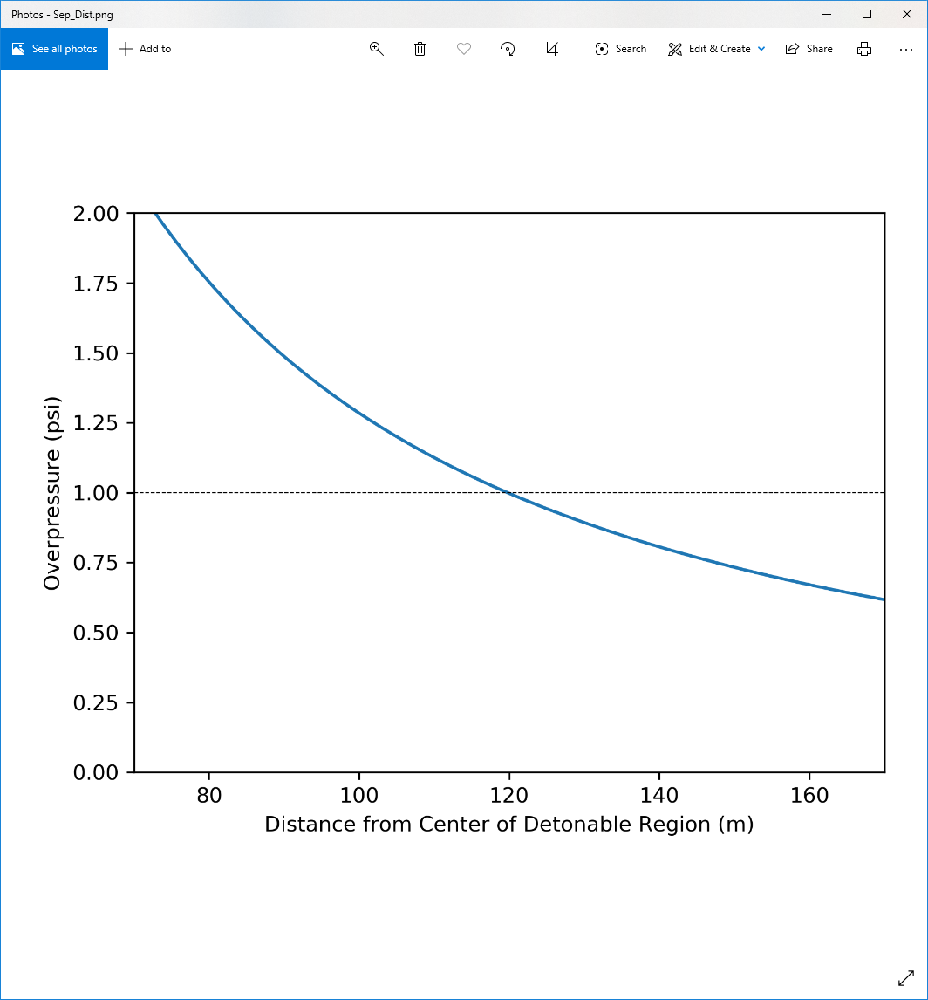 Photos - Sep_Dist.png
See all photos
Add to
Search
Edit & Create
Share
2.00
1.75
1.50
1.25
1.00
0.75
0.50
0.25
0.00
Overpressure (psi)
80 100 120 140 160
Distance from Center of Detonable Region (m)